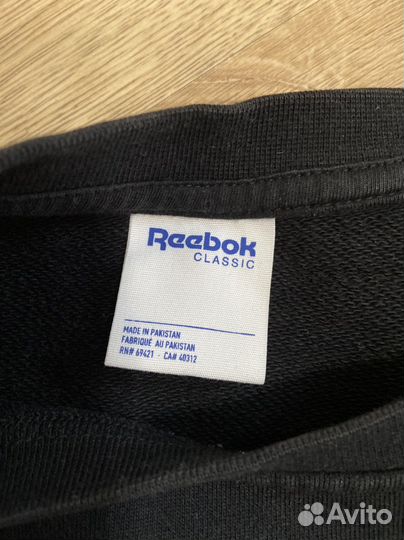 Reebok
CLASSIC
MADE IN PAKISTAN
FABRIQUÉ AU PAKISTAN
RN# 69421 - CA# 40312
Avito